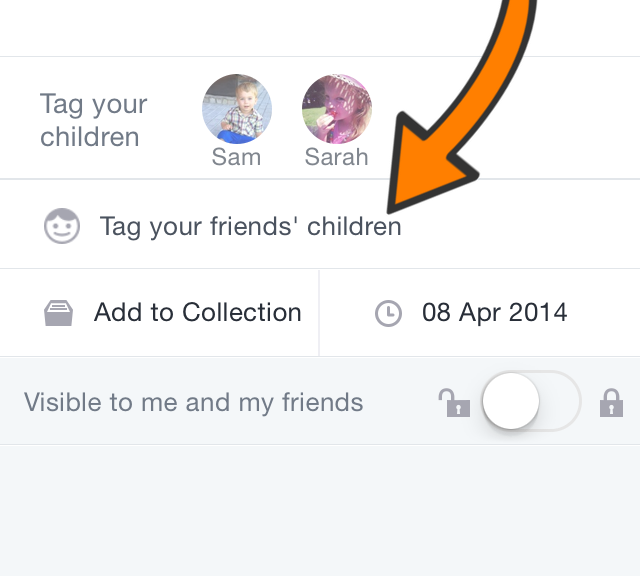 Tag your
children
Sam Sarah
Tag your friends' children
Add to Collection 08 Apr 2014
Visible to me and my friends